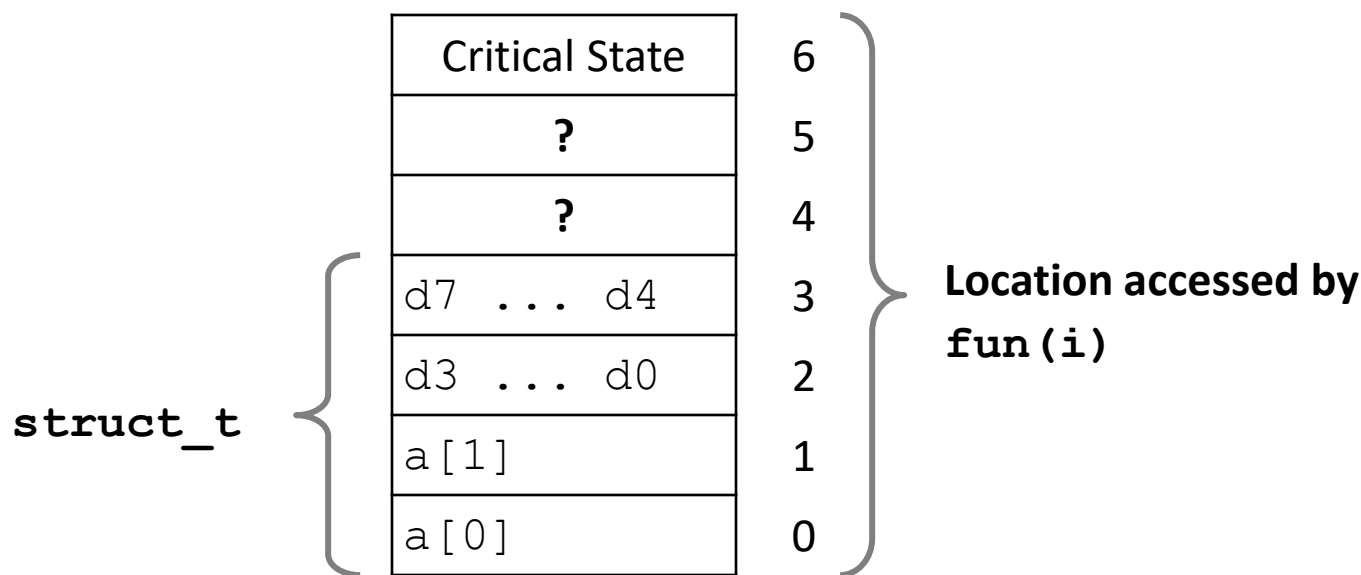 Critical State 6
? 5
? 4
d7 ... d4 3
Location accessed by
fun(i)
d3 ... d0 2
struct_t
a[1] 1
a[0] 0